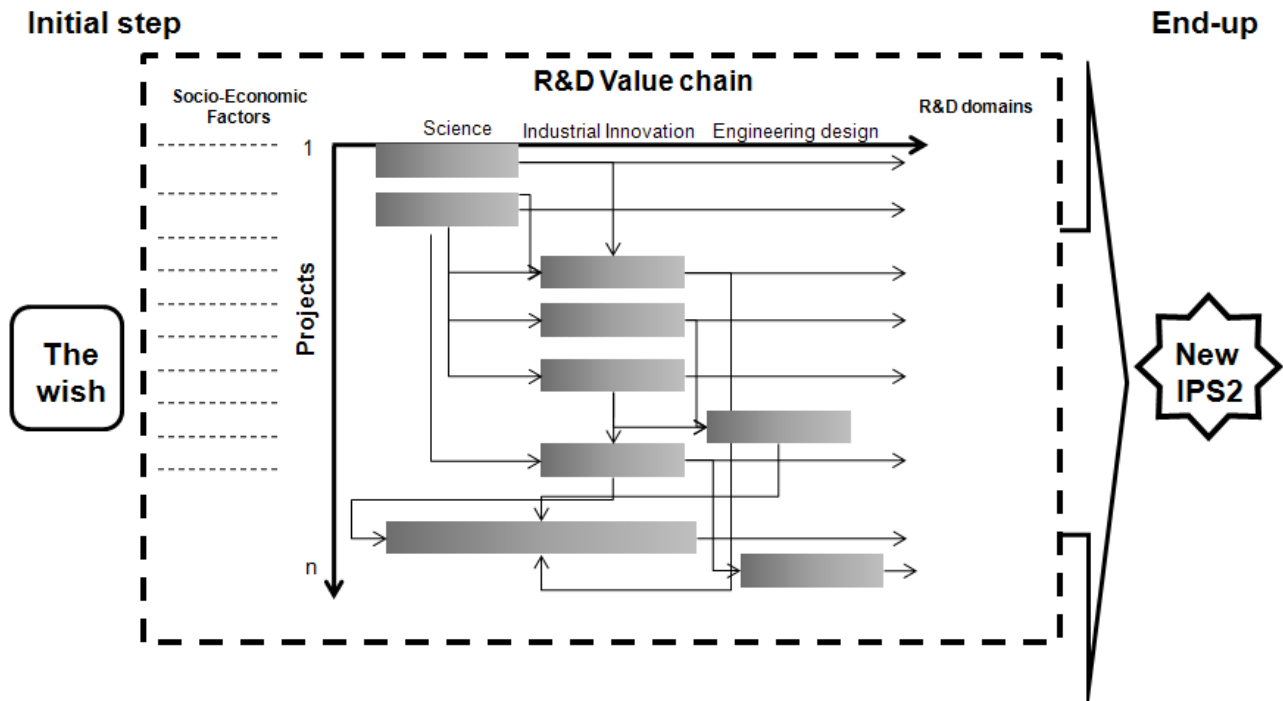 Initial step
End-up
R&D Value chain
Socio-Economic
Factors
R&D domains
Science
Industrial Innovation
Engineering design
1
Projects
n
The
wish
New
IPS2